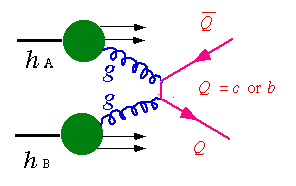 Q̅
h A
g
Q = c or b
g
h B
Q